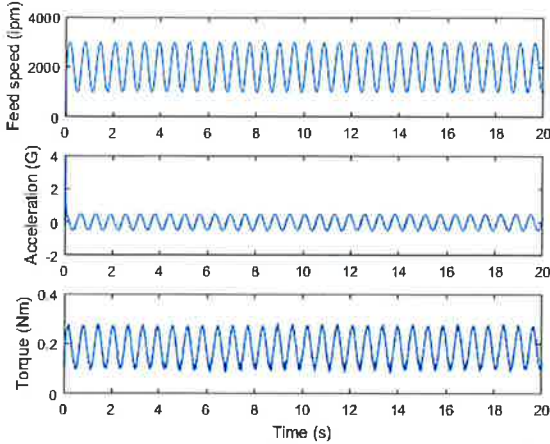 Feed speed (ipm)
4000
2000
0
0 2 4 6 8 10 12 14 16 18 20
Acceleration (G)
4
2
0
-2
0 2 4 6 8 10 12 14 16 18 20
Torque (Nm)
0.4
0.2
0
0 2 4 6 8 10 12 14 16 18 20
Time (s)